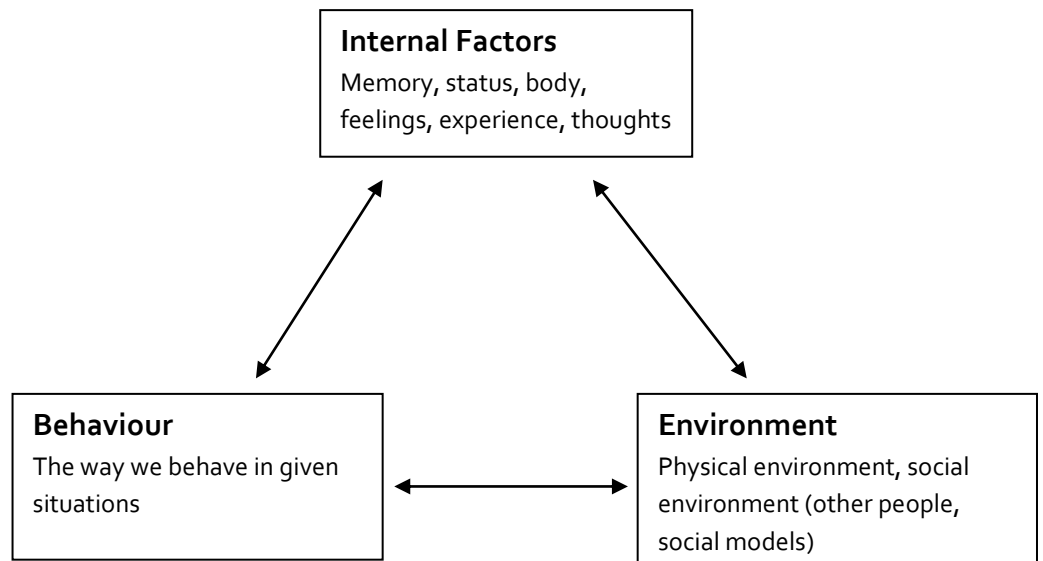 Internal Factors
Memory, status, body,
feelings, experience, thoughts
Behaviour
The way we behave in given
situations
Environment
Physical environment, social
environment (other people,
social models)